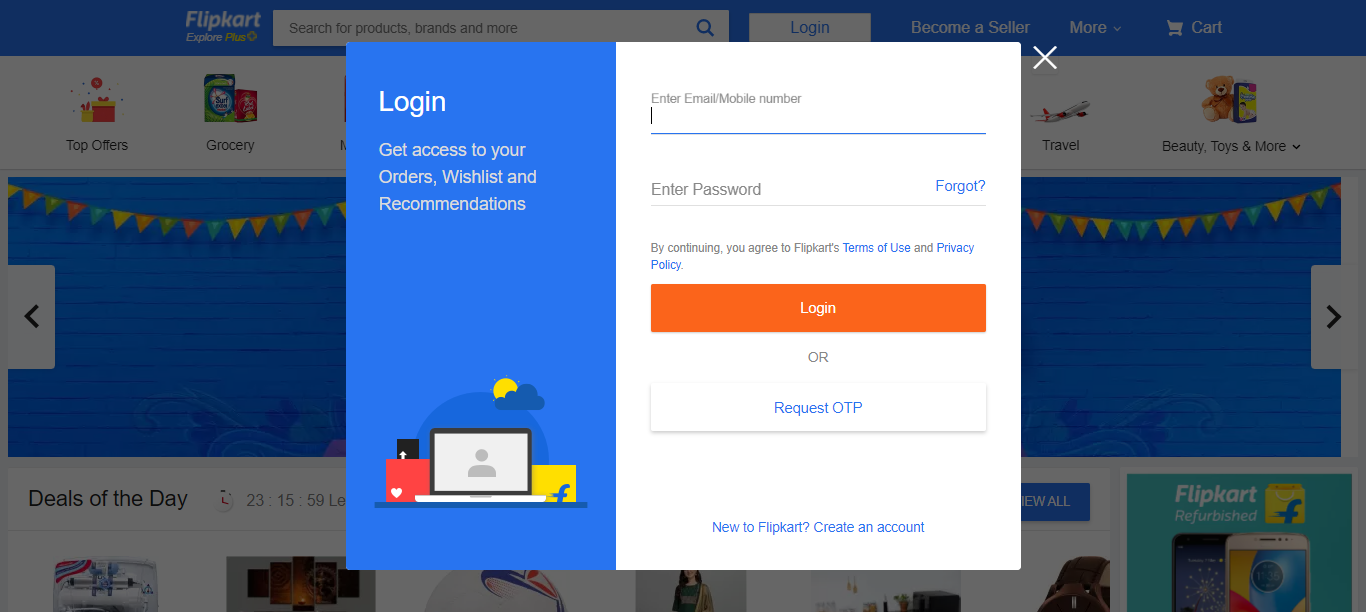 Flipkart
Explore Plus
Search for products, brands and more
Login
Become a Seller
More
Cart
Top Offers
Grocery
Travel
Beauty, Toys & More
Login
Get access to your
Orders, Wishlist and
Recommendations
Enter Email/Mobile number
Enter Password
Forgot?
By continuing, you agree to Flipkart's Terms of Use and Privacy
Policy.
Login
OR
Request OTP
New to Flipkart? Create an account
Deals of the Day
23 : 15 : 59 Le
IEW ALL
Flipkart
Refurbished